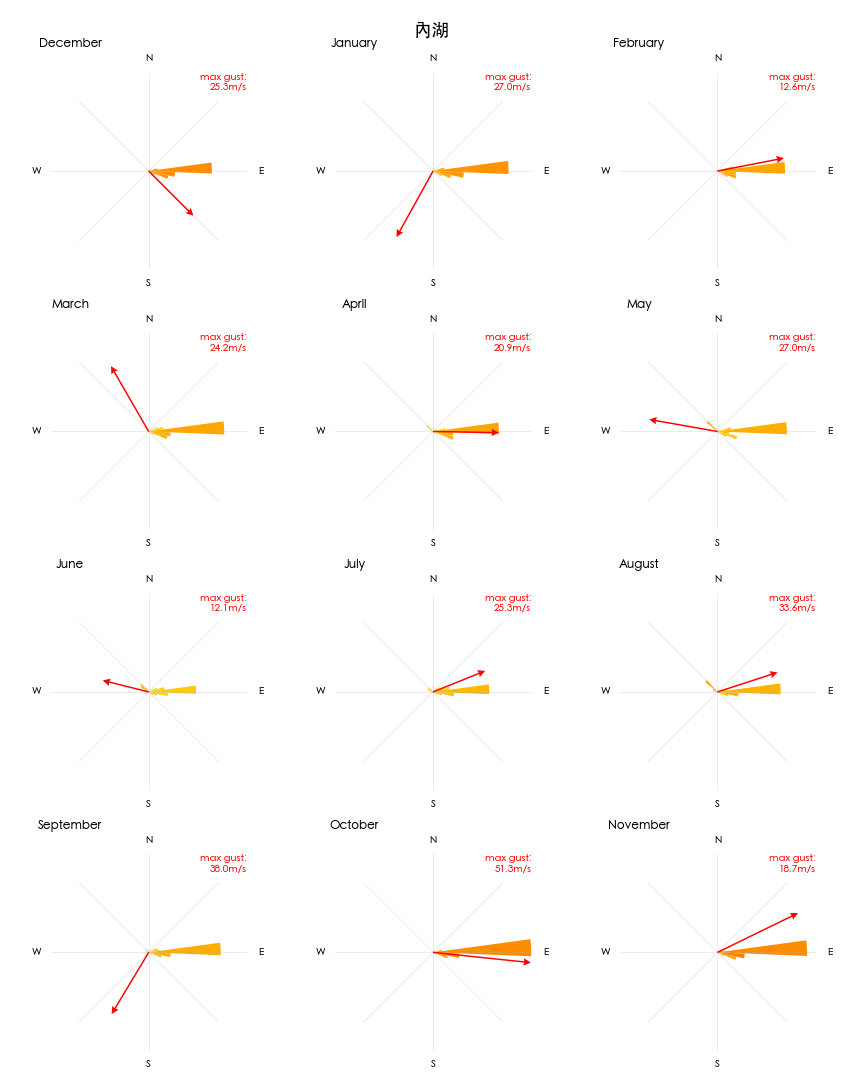 內湖
December
January
February
N
N
N
max gust:
25.3m/s
max gust:
27.0m/s
max gust:
12.6m/s
W
E
W
E
W
E
S
S
S
March
April
May
N
N
N
max gust:
24.2m/s
max gust:
20.9m/s
max gust:
27.0m/s
W
E
W
E
W
E
S
S
S
June
July
August
N
N
N
max gust:
12.1m/s
max gust:
25.3m/s
max gust:
33.6m/s
W
E
W
E
W
E
S
S
S
September
October
November
N
N
N
max gust:
38.0m/s
max gust:
51.3m/s
max gust:
18.7m/s
W
E
W
E
W
E
S
S
S